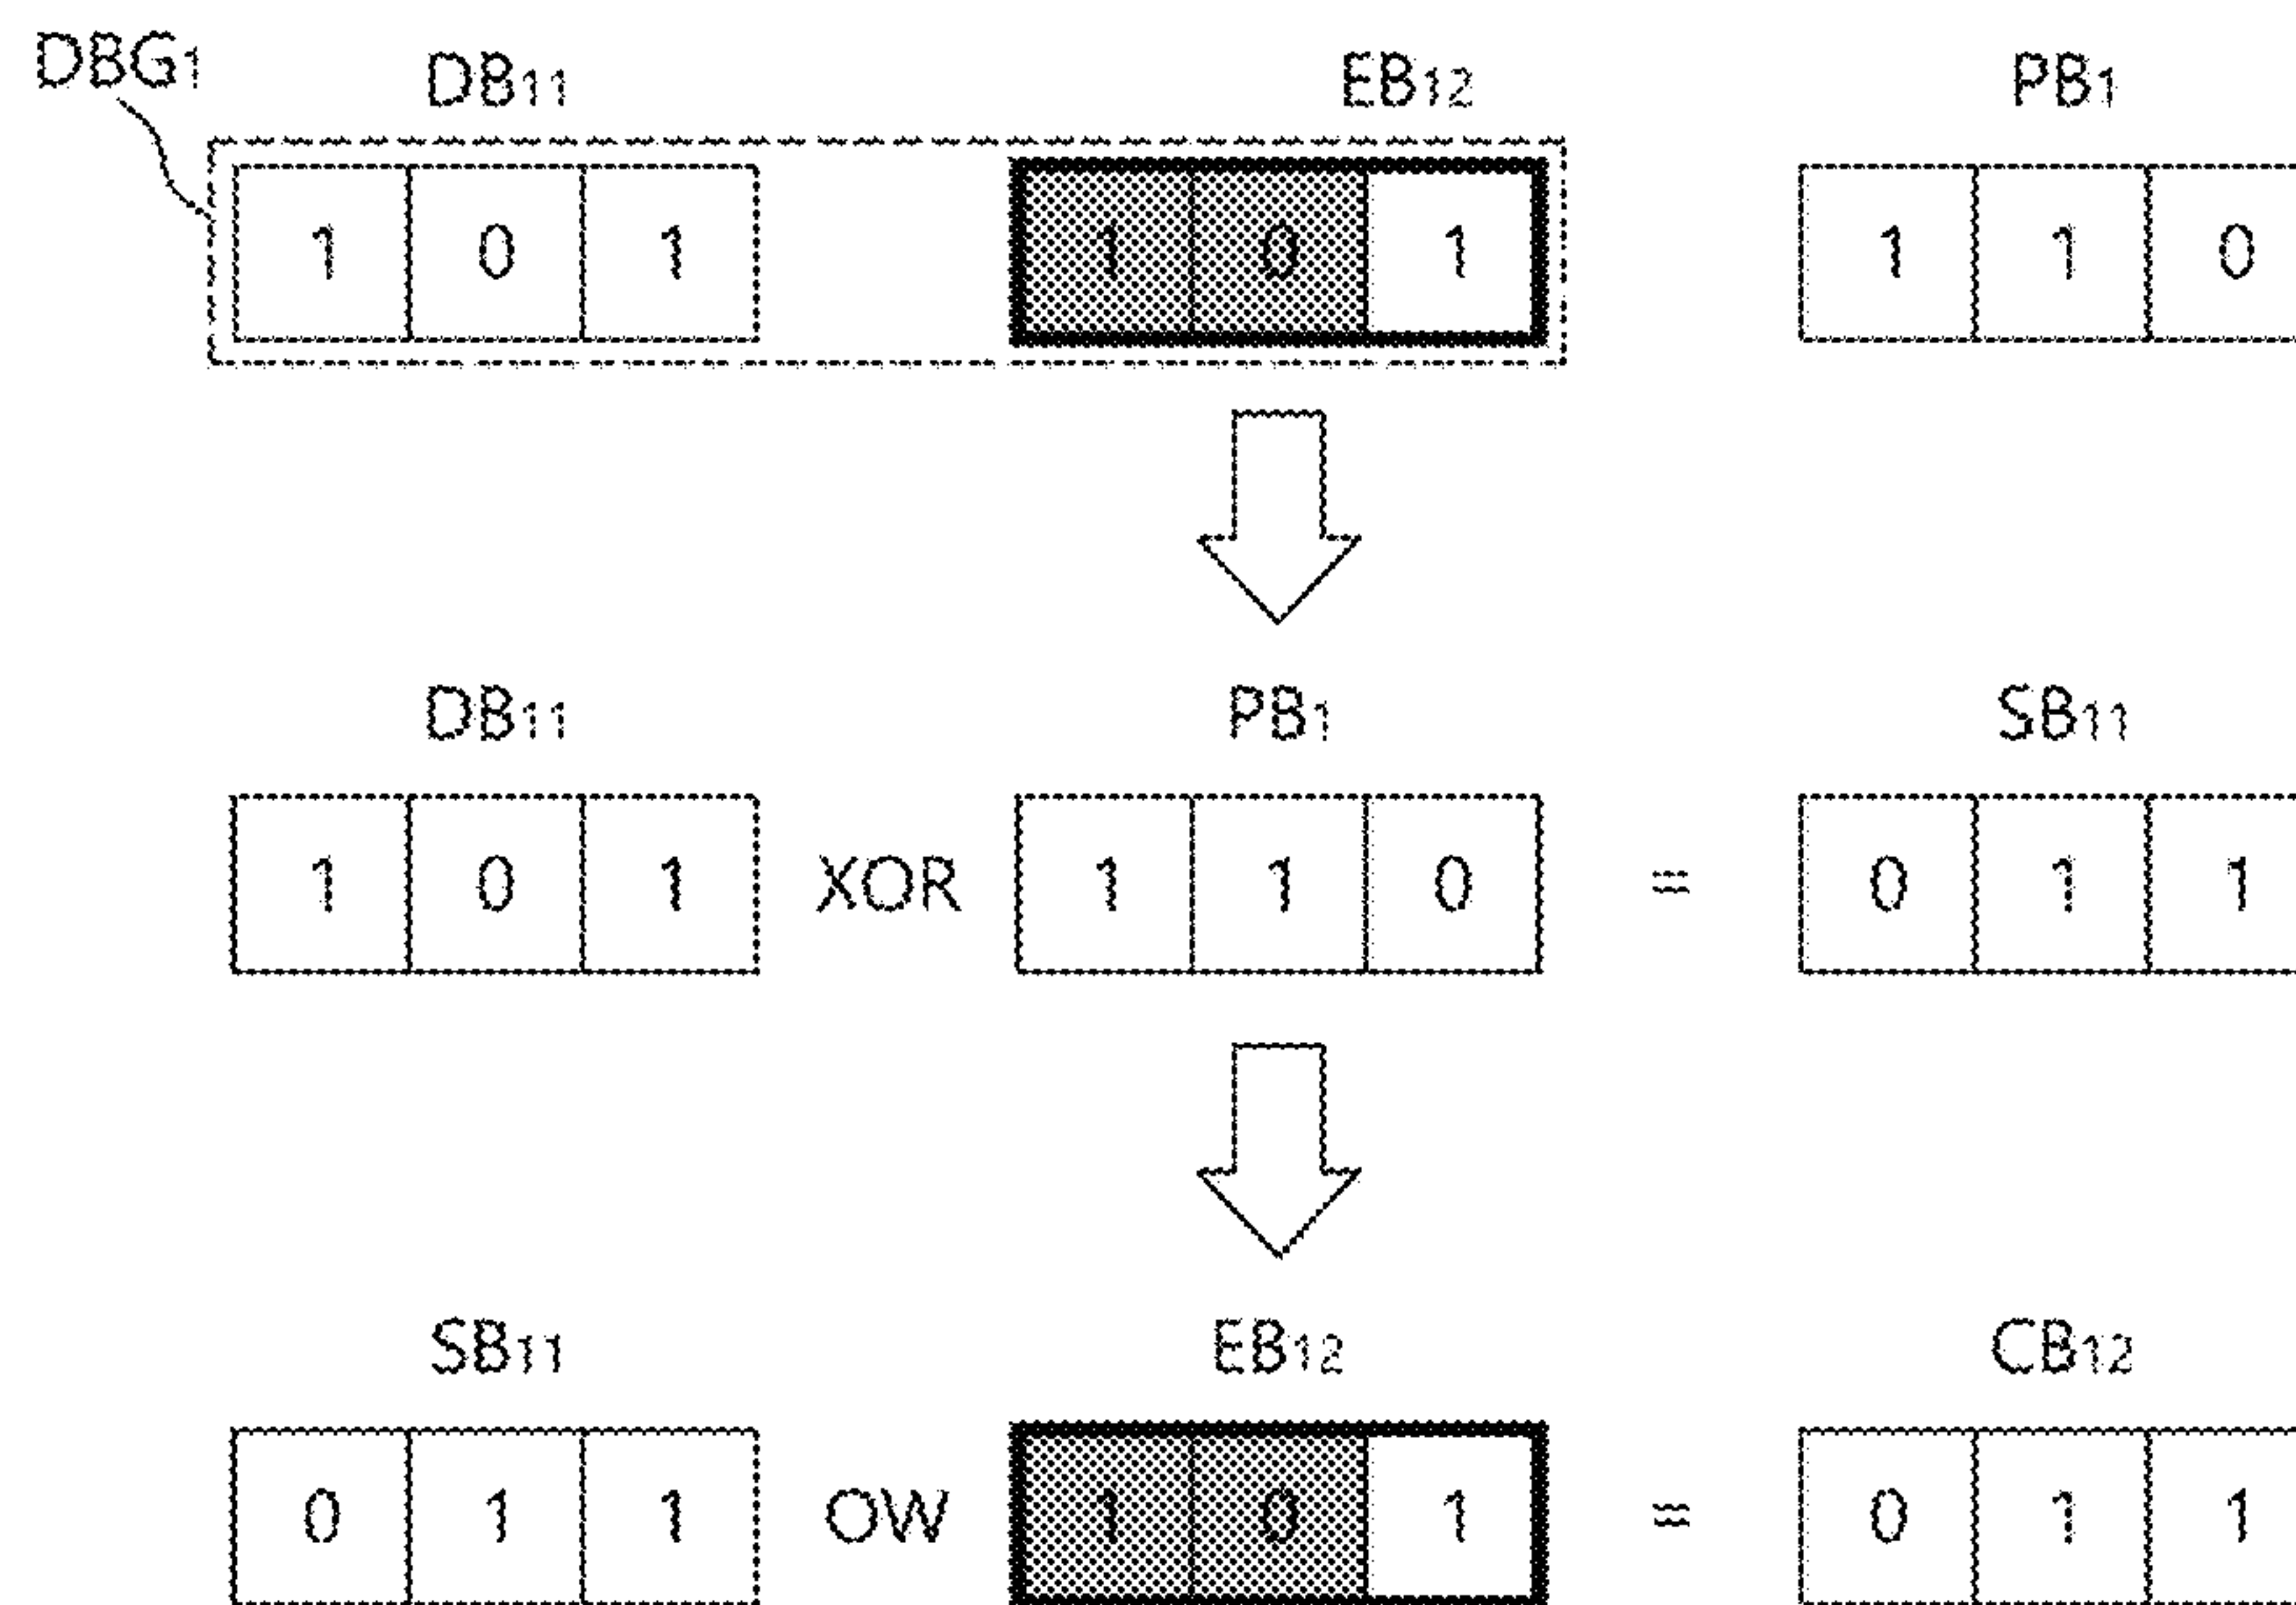 DBG1 DB11 EB12 PB1
1 0 1 1 0 1 1 1 0
DB11 PB1 SB11
1 0 1 XOR 1 1 0 = 0 1 1
SB11 EB12 CB12
0 1 1 OW 1 0 1 = 0 1 1